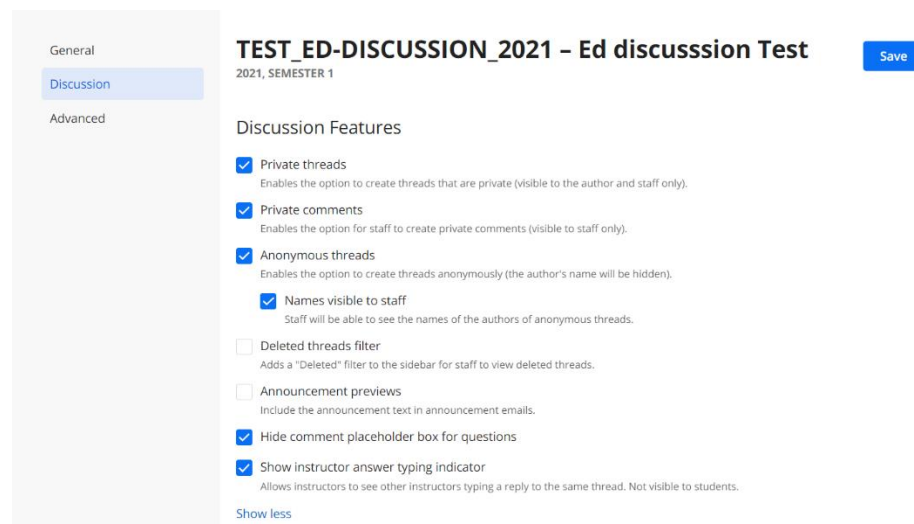 General
Discussion
Advanced
TEST_ED-DISCUSSION_2021 – Ed discusssion Test
2021, SEMESTER 1
Save
Discussion Features
Private threads
Enables the option to create threads that are private (visible to the author and staff only).
Private comments
Enables the option for staff to create private comments (visible to staff only).
Anonymous threads
Enables the option to create threads anonymously (the author's name will be hidden).
Names visible to staff
Staff will be able to see the names of the authors of anonymous threads.
Deleted threads filter
Adds a "Deleted" filter to the sidebar for staff to view deleted threads.
Announcement previews
Include the announcement text in announcement emails.
Hide comment placeholder box for questions
Show instructor answer typing indicator
Allows instructors to see other instructors typing a reply to the same thread. Not visible to students.
Show less